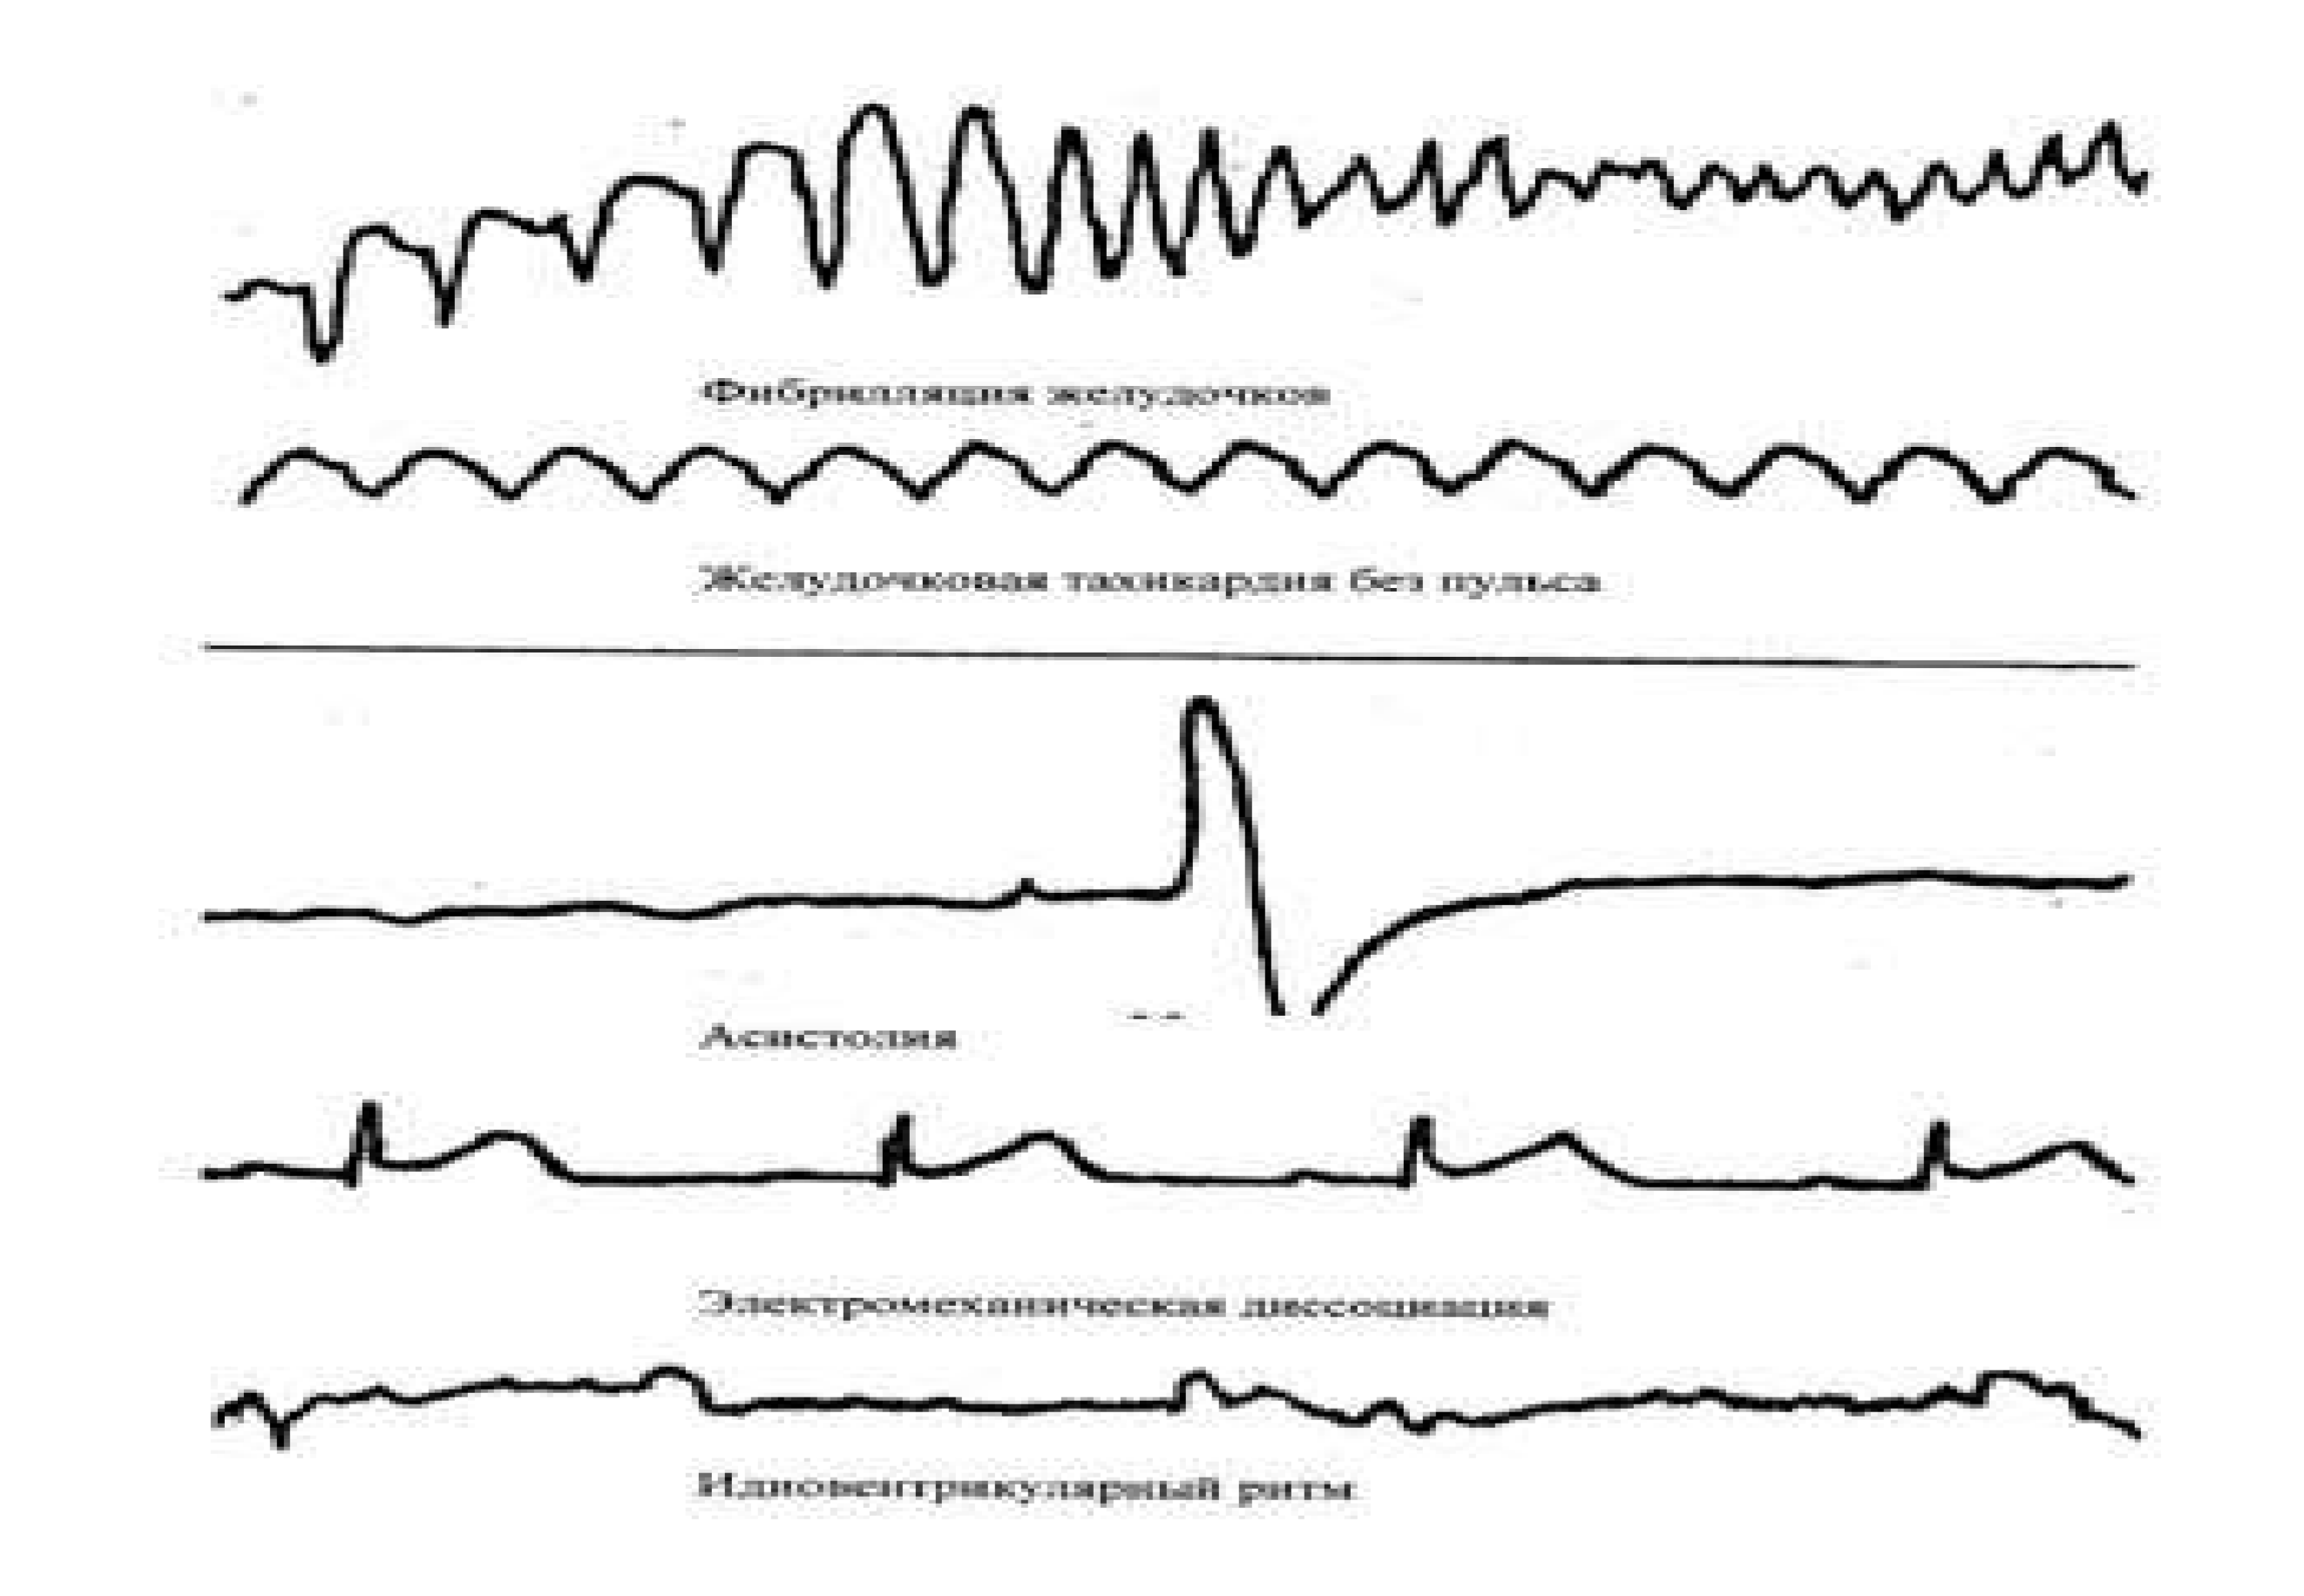 Фибрилляция желудочков
Желудочковая тахикардия без пульса
Асистолия
Электромеханическая диссоциация
Идиовентрикулярный ритм